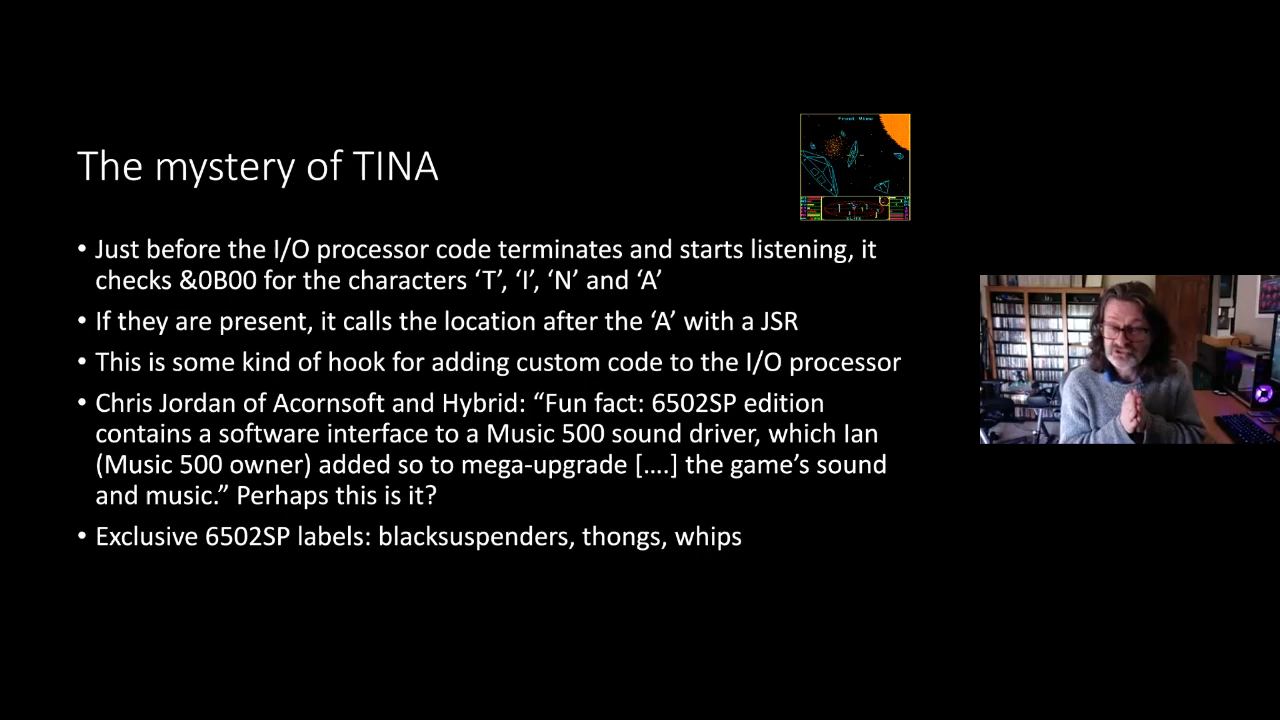 Front View
The mystery of TINA
• Just before the I/O processor code terminates and starts listening, it
checks &0B00 for the characters ‘T’, ‘I’, ‘N’ and ‘A’
• If they are present, it calls the location after the ‘A’ with a JSR
• This is some kind of hook for adding custom code to the I/O processor
• Chris Jordan of Acornsoft and Hybrid: “Fun fact: 6502SP edition
contains a software interface to a Music 500 sound driver, which Ian
(Music 500 owner) added so to mega-upgrade [....] the game’s sound
and music.” Perhaps this is it?
• Exclusive 6502SP labels: blacksuspenders, thongs, whips